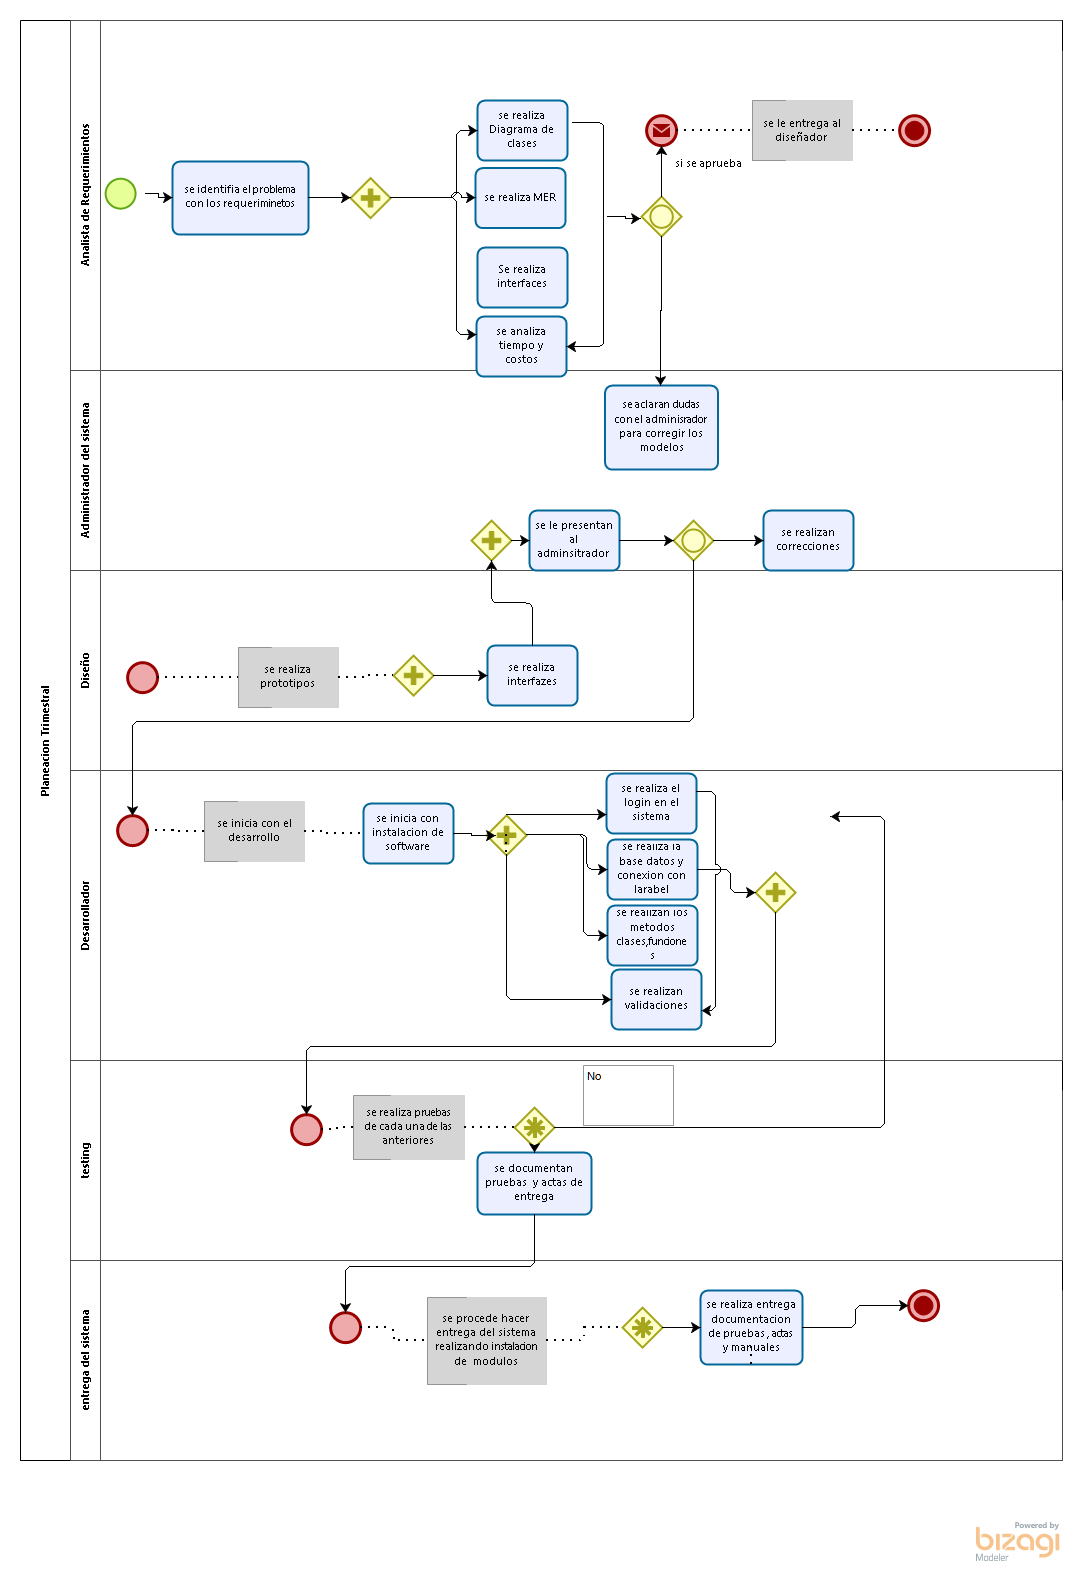 Planeacion Trimestral
Analista de Requerimientos
se identifia el problema
con los requeriminetos
se realiza
Diagrama de
clases
se realiza MER
Se realiza
interfaces
se analiza
tiempo y
costos
si se aprueba
se le entrega al
diseñador
Administrador del sistema
se aclaran dudas
con el adminisrador
para corregir los
modelos
se le presentan
al
adminsitrador
se realizan
correcciones
Diseño
se realiza
prototipos
se realiza
interfazes
Desarrollador
se inicia con el
desarrollo
se inicia con
instalacion de
software
se realiza el
login en el
sistema
se realiza la
base datos y
conexion con
larabel
se realizan los
metodos
clases,funcione
s
se realizan
validaciones
testing
No
se realiza pruebas
de cada una de las
anteriores
se documentan
pruebas y actas de
entrega
entrega del sistema
se procede hacer
entrega del sistema
realizando instalacion
de modulos
se realiza entrega
documentacion
de pruebas, actas
y manuales
Powered by
bizagi
Modeler